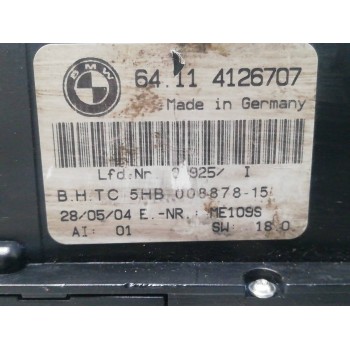 BMW
64.11 4126707
Made in Germany
Lfd.Nr 925/ I
B.H.TC 5HB 008878-15
28/05/04 E.-NR.: ME109S
AI: 01 SW: 18.0